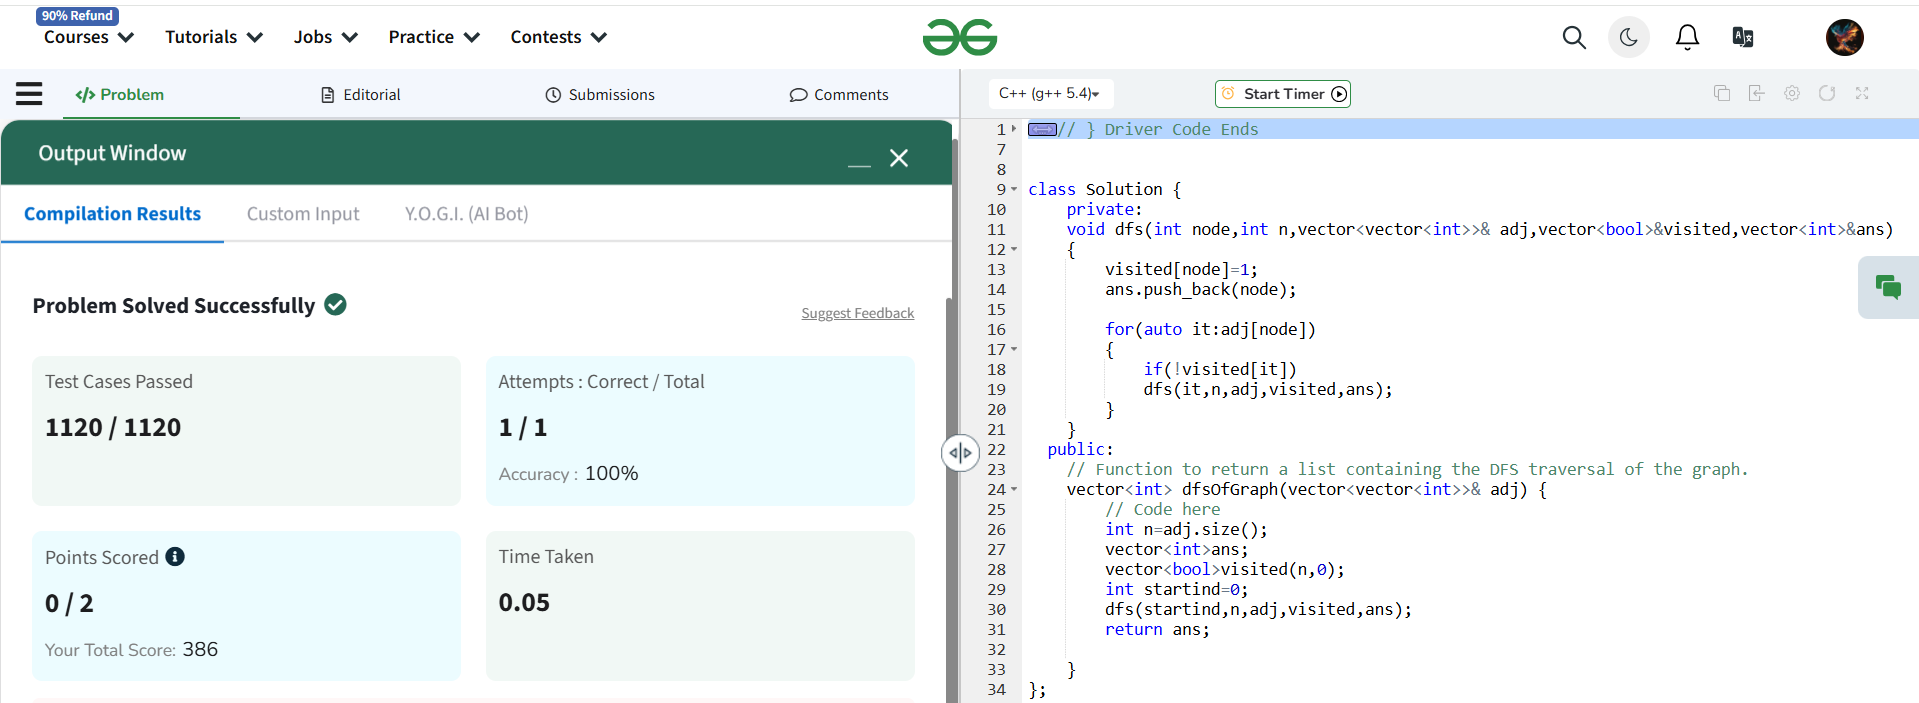 90% Refund
Courses Tutorials Jobs Practice Contests
</> Problem Editorial Submissions Comments
C++ (g++ 5.4) Start Timer
Output Window
Compilation Results Custom Input Y.O.G.I. (AI Bot)
Problem Solved Successfully
Suggest Feedback
Test Cases Passed
1120 / 1120
Attempts : Correct / Total
1 / 1
Accuracy : 100%
Points Scored
0 / 2
Your Total Score: 386
Time Taken
0.05
1 // } Driver Code Ends
7
8
9 class Solution {
10 private:
11 void dfs(int node,int n,vector<vector<int>>& adj,vector<bool>&visited,vector<int>&ans)
12 {
13 visited[node]=1;
14 ans.push_back(node);
15
16 for(auto it:adj[node])
17 {
18 if(!visited[it])
19 dfs(it,n,adj,visited,ans);
20 }
21 }
22 public:
23 // Function to return a list containing the DFS traversal of the graph.
24 vector<int> dfsOfGraph(vector<vector<int>>& adj) {
25 // Code here
26 int n=adj.size();
27 vector<int>ans;
28 vector<bool>visited(n,0);
29 int startind=0;
30 dfs(startind,n,adj,visited,ans);
31 return ans;
32
33 }
34 };